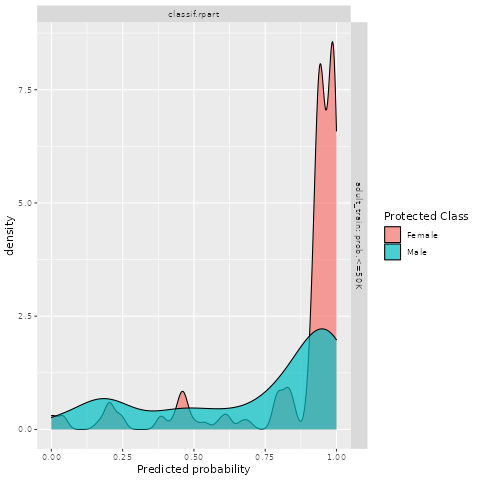 classif.rpart
7.5
5.0
2.5
0.0
density
0.00
0.25
0.50
0.75
1.00
Predicted probability
adult_train: prob.<=50K
Protected Class
Female
Male